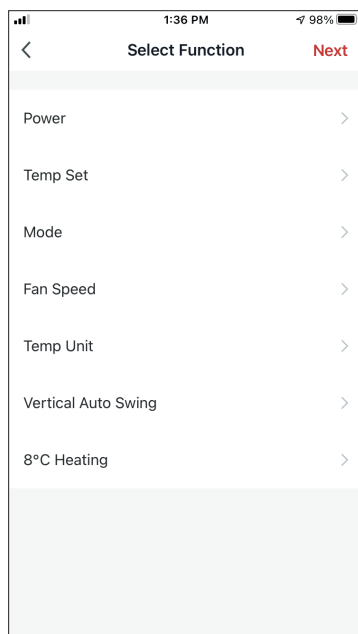 1:36 PM 98%
Select Function Next
Power
Temp Set
Mode
Fan Speed
Temp Unit
Vertical Auto Swing
8°C Heating